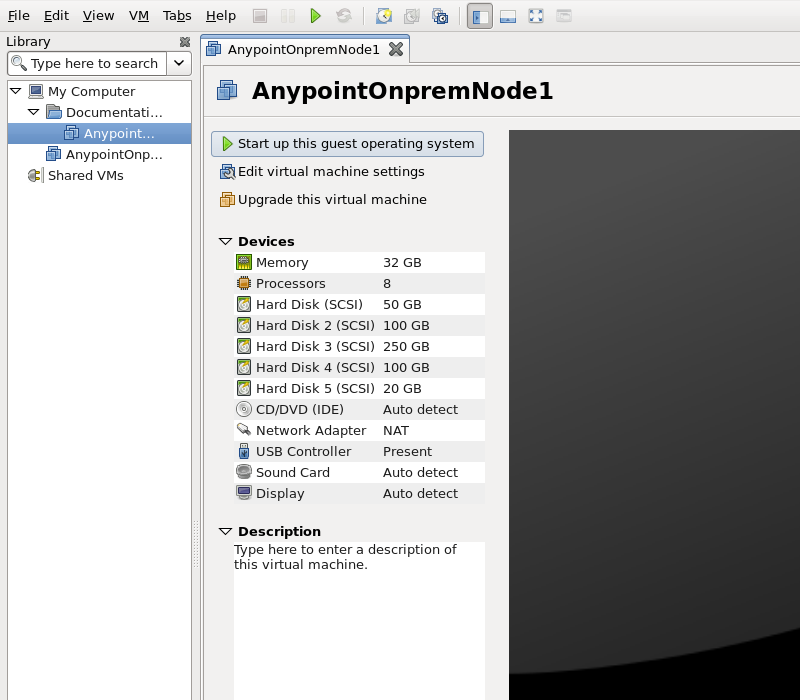 File Edit View VM Tabs Help
Library
Type here to search
My Computer
Documentati...
Anypoint...
AnypointOnp...
Shared VMs
AnypointOnpremNode1
AnypointOnpremNode1
Start up this guest operating system
Edit virtual machine settings
Upgrade this virtual machine
Devices
Memory 32 GB
Processors 8
Hard Disk (SCSI) 50 GB
Hard Disk 2 (SCSI) 100 GB
Hard Disk 3 (SCSI) 250 GB
Hard Disk 4 (SCSI) 100 GB
Hard Disk 5 (SCSI) 20 GB
CD/DVD (IDE) Auto detect
Network Adapter NAT
USB Controller Present
Sound Card Auto detect
Display Auto detect
Description
Type here to enter a description of
this virtual machine.